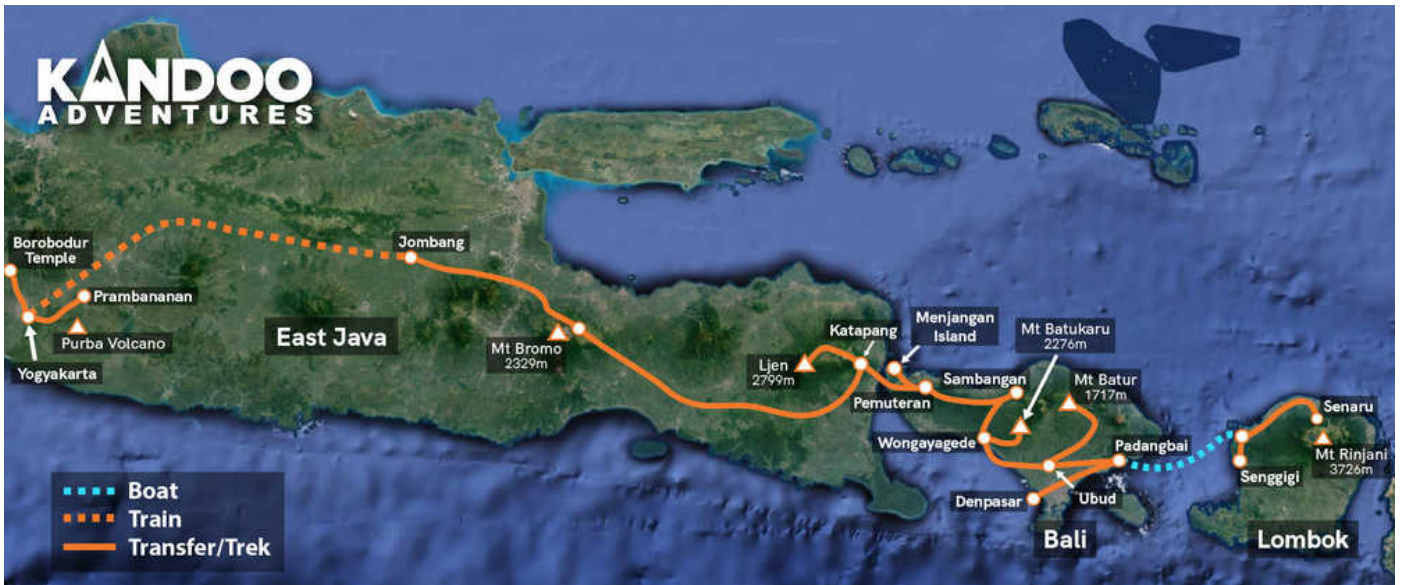 KANDOO
ADVENTURES
Borobodur
Temple
Prambananan
Purba Volcano
Yogyakarta
Jombang
East Java
Mt Bromo
2329m
Ljen
2799m
Katapang
Menjangan
Island
Pemuteran
Sambangan
Mt Batukaru
2276m
Mt Batur
1717m
Wongayagede
Padangbai
Denpasar
Ubud
Bali
Senaru
Mt Rinjani
3726m
Senggigi
Lombok
Boat
Train
Transfer/Trek